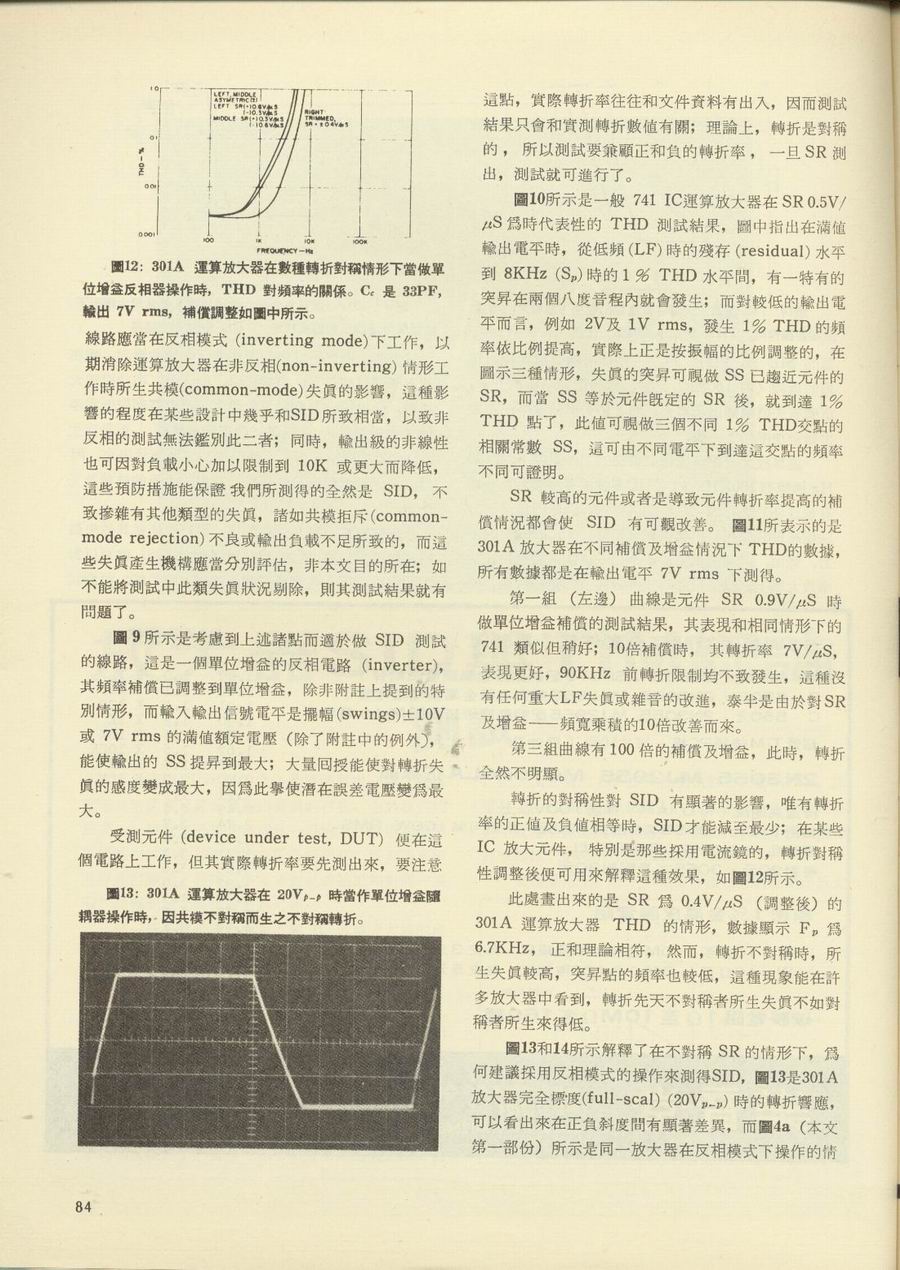 1 0
0 1
0 01
0 001
THD — %
LEFT, MIDDLE
ASYMETRIC(?)
LEFT SR(+)0.8V/µS
(-)0.5V/µS
MIDDLE SR(+)0.5V/µS
(-)0.6V/µS
RIGHT
TRIMMED,
SR = ± 0.4V/µS
100
1K
10K
100K
FREQUENCY — Hz
圖12：301A 運算放大器在數種轉折對稱情形下當做單
位增益反相器操作時，THD 對頻率的關係。Cc 是 33PF,
輸出 7V rms，補償調整如圖中所示。
線路應當在反相模式 (inverting mode)下工作，以
期消除運算放大器在非反相(non-inverting) 情形工
作時所生共模(common-mode)失眞的影響，這種影
響的程度在某些設計中幾乎和SID所致相當，以致非
反相的測試無法鑑別此二者；同時，輸出級的非線性
也可因對負載小心加以限制到 10K 或更大而降低，
這些預防措施能保證我們所測得的全然是 SID，不
致摻雜有其他類型的失眞，諸如共模拒斥(common-
mode rejection) 不良或輸出負載不足所致的，而這
些失眞產生機構應當分別評估，非本文目的所在；如
不能將測試中此類失眞狀況剔除，則其測試結果就有
問題了。
圖 9 所示是考慮到上述諸點而適於做 SID 測試
的線路，這是一個單位增益的反相電路 (inverter)，
其頻率補償已調整到單位增益，除非附註上提到的特
別情形，而輸入輸出信號電平是擺幅(swings)±10V
或 7V rms 的滿値額定電壓 (除了附註中的例外)，
能使輸出的 SS 提昇到最大；大量囘授能使對轉折失
眞的感度變成最大，因爲此舉使潛在誤差電壓變爲最
大。
受測元件 (device under test, DUT) 便在這
個電路上工作，但其實際轉折率要先測出來，要注意
圖13：301A 運算放大器在 20Vp-p 時當作單位增益隨
耦器操作時，因共模不對稱而生之不對稱轉折。
84
這點，實際轉折率往往和文件資料有出入，因而測試
結果只會和實測轉折數値有關；理論上，轉折是對稱
的，所以測試要兼顧正和負的轉折率，一旦 SR 測
出，測試就可進行了。
圖10所示是一般 741 IC運算放大器在 SR 0.5V/
µS 爲時代表性的 THD 測試結果，圖中指出在滿値
輸出電平時，從低頻 (LF) 時的殘存 (residual) 水平
到 8KHz (Sp) 時的 1 % THD 水平間，有一特有的
突昇在兩個八度音程內就會發生；而對較低的輸出電
平而言，例如 2V及 1V rms，發生 1% THD 的頻
率依比例提高，實際上正是按振幅的比例調整的，在
圖示三種情形，失眞的突昇可視做 SS 已趨近元件的
SR，而當 SS 等於元件旣定的 SR 後，就到達 1%
THD 點了，此値可視做三個不同 1% THD交點的
相關常數 SS，這可由不同電平下到達這交點的頻率
不同可證明。
SR 較高的元件或者是導致元件轉折率提高的補
償情況都會使 SID 有可觀改善。圖11所表示的是
301A 放大器在不同補償及增益情況下 THD的數據，
所有數據都是在輸出電平 7V rms 下測得。
第一組 (左邊) 曲線是元件 SR 0.9V/µS 時
做單位增益補償的測試結果，其表現和相同情形下的
741 類似但稍好；10倍補償時，其轉折率 7V/µS,
表現更好，90KHz 前轉折限制均不致發生，這種沒
有任何重大LF失眞或雜音的改進，泰半是由於對SR
及增益——頻寬乘積的10倍改善而來。
第三組曲線有 100 倍的補償及增益，此時，轉折
全然不明顯。
轉折的對稱性對 SID 有顯著的影響，唯有轉折
率的正値及負値相等時，SID 才能減至最少；在某些
IC 放大元件，特別是那些採用電流鏡的，轉折對稱
性調整後便可用來解釋這種效果，如圖12所示。
此處畫出來的是 SR 爲 0.4V/µS (調整後) 的
301A 運算放大器 THD 的情形，數據顯示 Fp 爲
6.7KHz，正和理論相符，然而，轉折不對稱時，所
生失眞較高，突昇點的頻率也較低，這種現象能在許
多放大器中看到，轉折先天不對稱者所生失眞不如對
稱者所生來得低。
圖13和14所示解釋了在不對稱 SR 的情形下，爲
何建議採用反相模式的操作來測得SID，圖13是301A
放大器完全標度(full-scal) (20Vp-p) 時的轉折響應，
可以看出來在正負斜度間有顯著差異，而圖4a (本文
第一部份) 所示是同一放大器在反相模式下操作的情